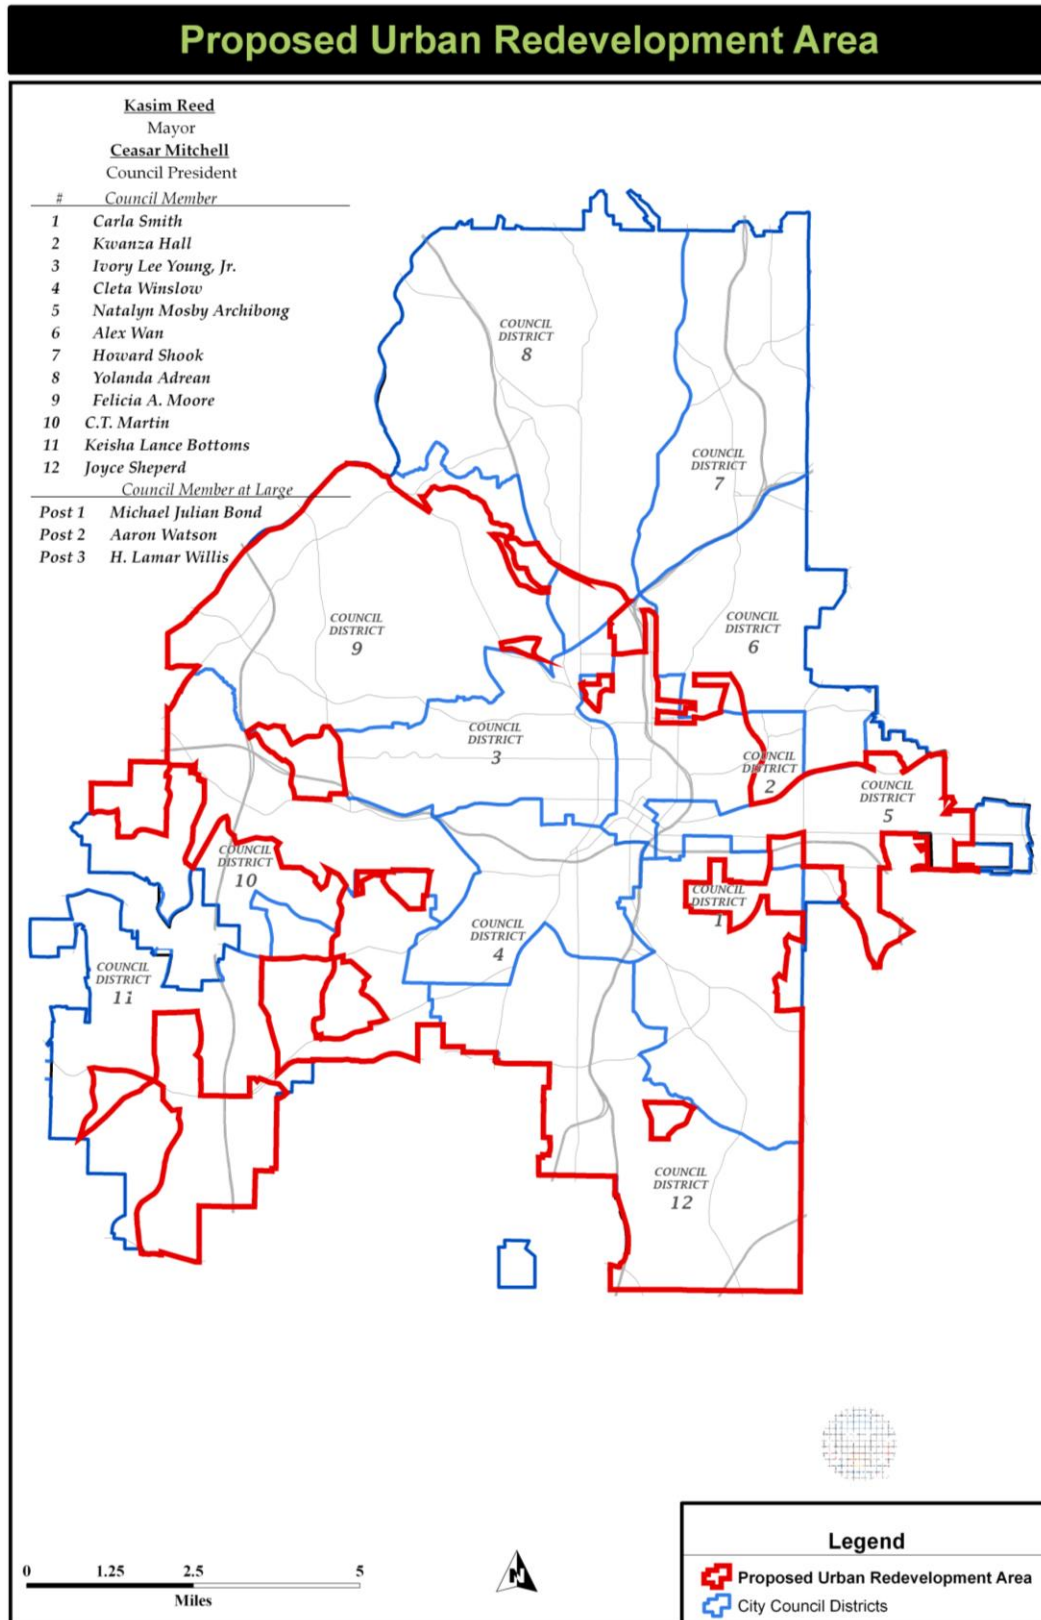 Proposed Urban Redevelopment Area
Kasim Reed
Mayor
Ceasar Mitchell
Council President
# Council Member
1 Carla Smith
2 Kwanza Hall
3 Ivory Lee Young, Jr.
4 Cleta Winslow
5 Natalyn Mosby Archibong
6 Alex Wan
7 Howard Shook
8 Yolanda Adrean
9 Felicia A. Moore
10 C.T. Martin
11 Keisha Lance Bottoms
12 Joyce Sheperd
Council Member at Large
Post 1 Michael Julian Bond
Post 2 Aaron Watson
Post 3 H. Lamar Willis
COUNCIL
DISTRICT
8
COUNCIL
DISTRICT
7
COUNCIL
DISTRICT
9
COUNCIL
DISTRICT
6
COUNCIL
DISTRICT
3
COUNCIL
DISTRICT
2
COUNCIL
DISTRICT
5
COUNCIL
DISTRICT
10
COUNCIL
DISTRICT
1
COUNCIL
DISTRICT
4
COUNCIL
DISTRICT
11
COUNCIL
DISTRICT
12
0 1.25 2.5 5
Miles
N
Legend
Proposed Urban Redevelopment Area
City Council Districts